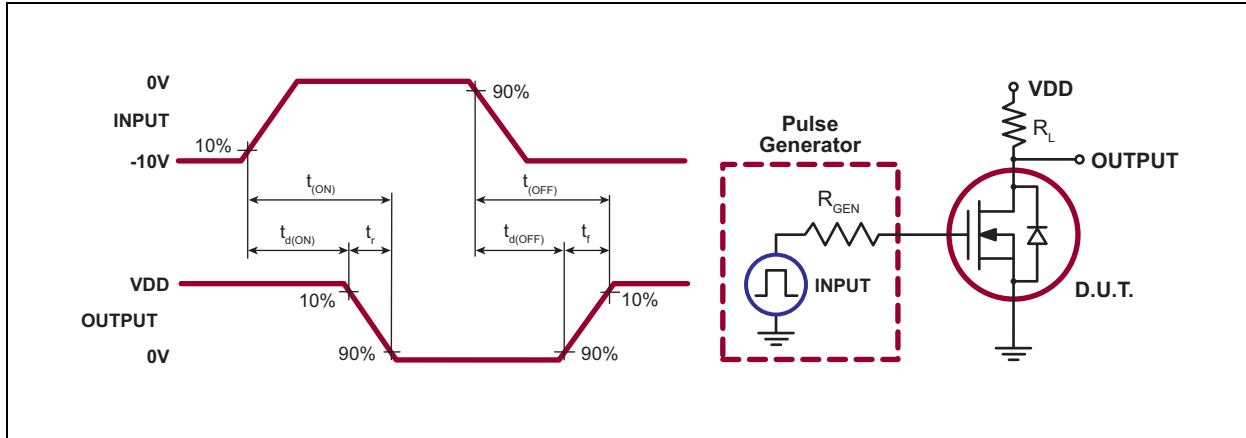 0V
INPUT
-10V
10%
90%
t(ON)
t(OFF)
td(ON)
tr
td(OFF)
tf
VDD
OUTPUT
0V
10%
90%
90%
10%
Pulse
Generator
RGEN
INPUT
VDD
RL
OUTPUT
D.U.T.